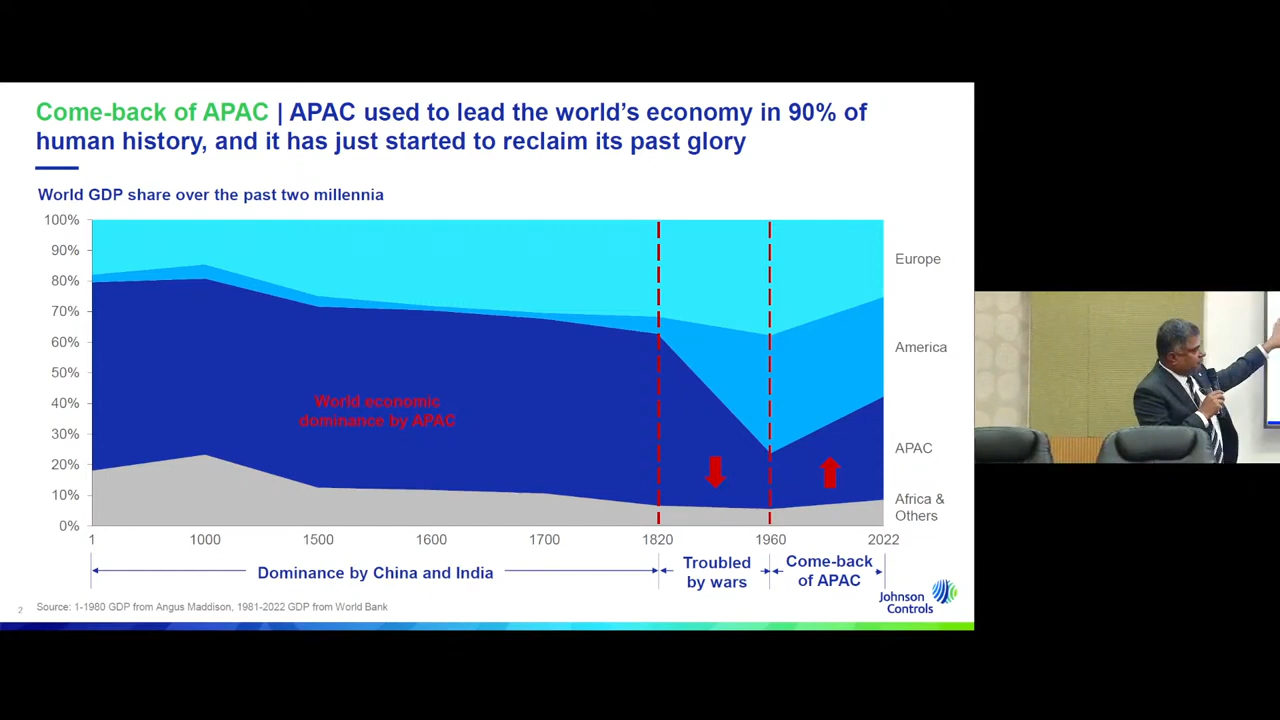 Come-back of APAC | APAC used to lead the world's economy in 90% of
human history, and it has just started to reclaim its past glory
World GDP share over the past two millennia
100%
90%
80%
70%
60%
50%
40%
30%
20%
10%
0%
Europe
America
APAC
Africa &
Others
World economic
dominance by APAC
1 1000 1500 1600 1700 1820 1960 2022
Dominance by China and India
Troubled
by wars
Come-back
of APAC
Johnson
Controls
2 Source: 1-1980 GDP from Angus Maddison, 1981-2022 GDP from World Bank